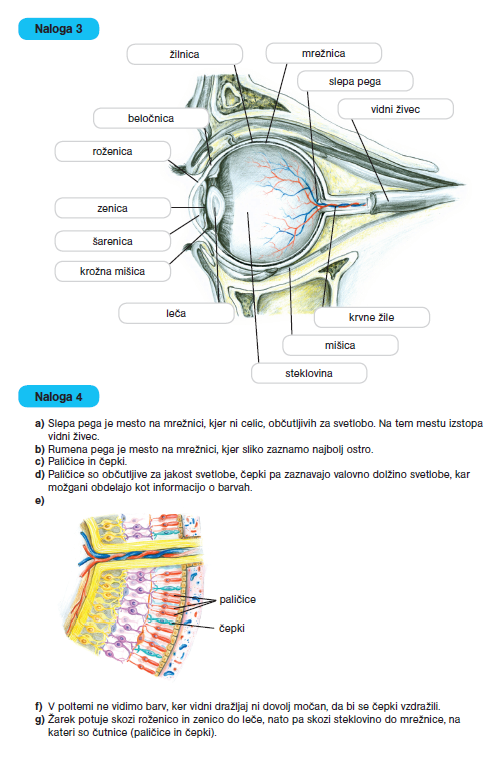 Naloga 3
žilnica
mrežnica
slepa pega
vidni živec
beločnica
roženica
zenica
šarenica
krožna mišica
leča
krvne žile
mišica
steklovina
Naloga 4
a) Slepa pega je mesto na mrežnici, kjer ni celic, občutljivih za svetlobo. Na tem mestu izstopa
vidni živec.
b) Rumena pega je mesto na mrežnici, kjer sliko zaznamo najbolj ostro.
c) Paličice in čepki.
d) Paličice so občutljive za jakost svetlobe, čepki pa zaznavajo valovno dolžino svetlobe, kar
možgani obdelajo kot informacijo o barvah.
e)
paličice
čepki
f) V poltemi ne vidimo barv, ker vidni dražljaj ni dovolj močan, da bi se čepki vzdražili.
g) Žarek potuje skozi roženico in zenico do leče, nato pa skozi steklovino do mrežnice, na
kateri so čutnice (paličice in čepki).